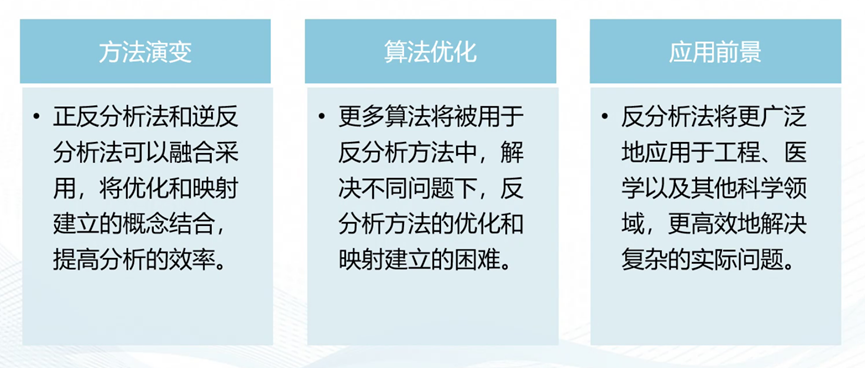 方法演变
• 正反分析法和逆反
分析法可以融合采
用，将优化和映射
建立的概念结合，
提高分析的效率。
算法优化
• 更多算法将被用于
反分析方法中，解
决不同问题下，反
分析方法的优化和
映射建立的困难。
应用前景
• 反分析法将更广泛
地应用于工程、医
学以及其他科学领
域，更高效地解决
复杂的实际问题。